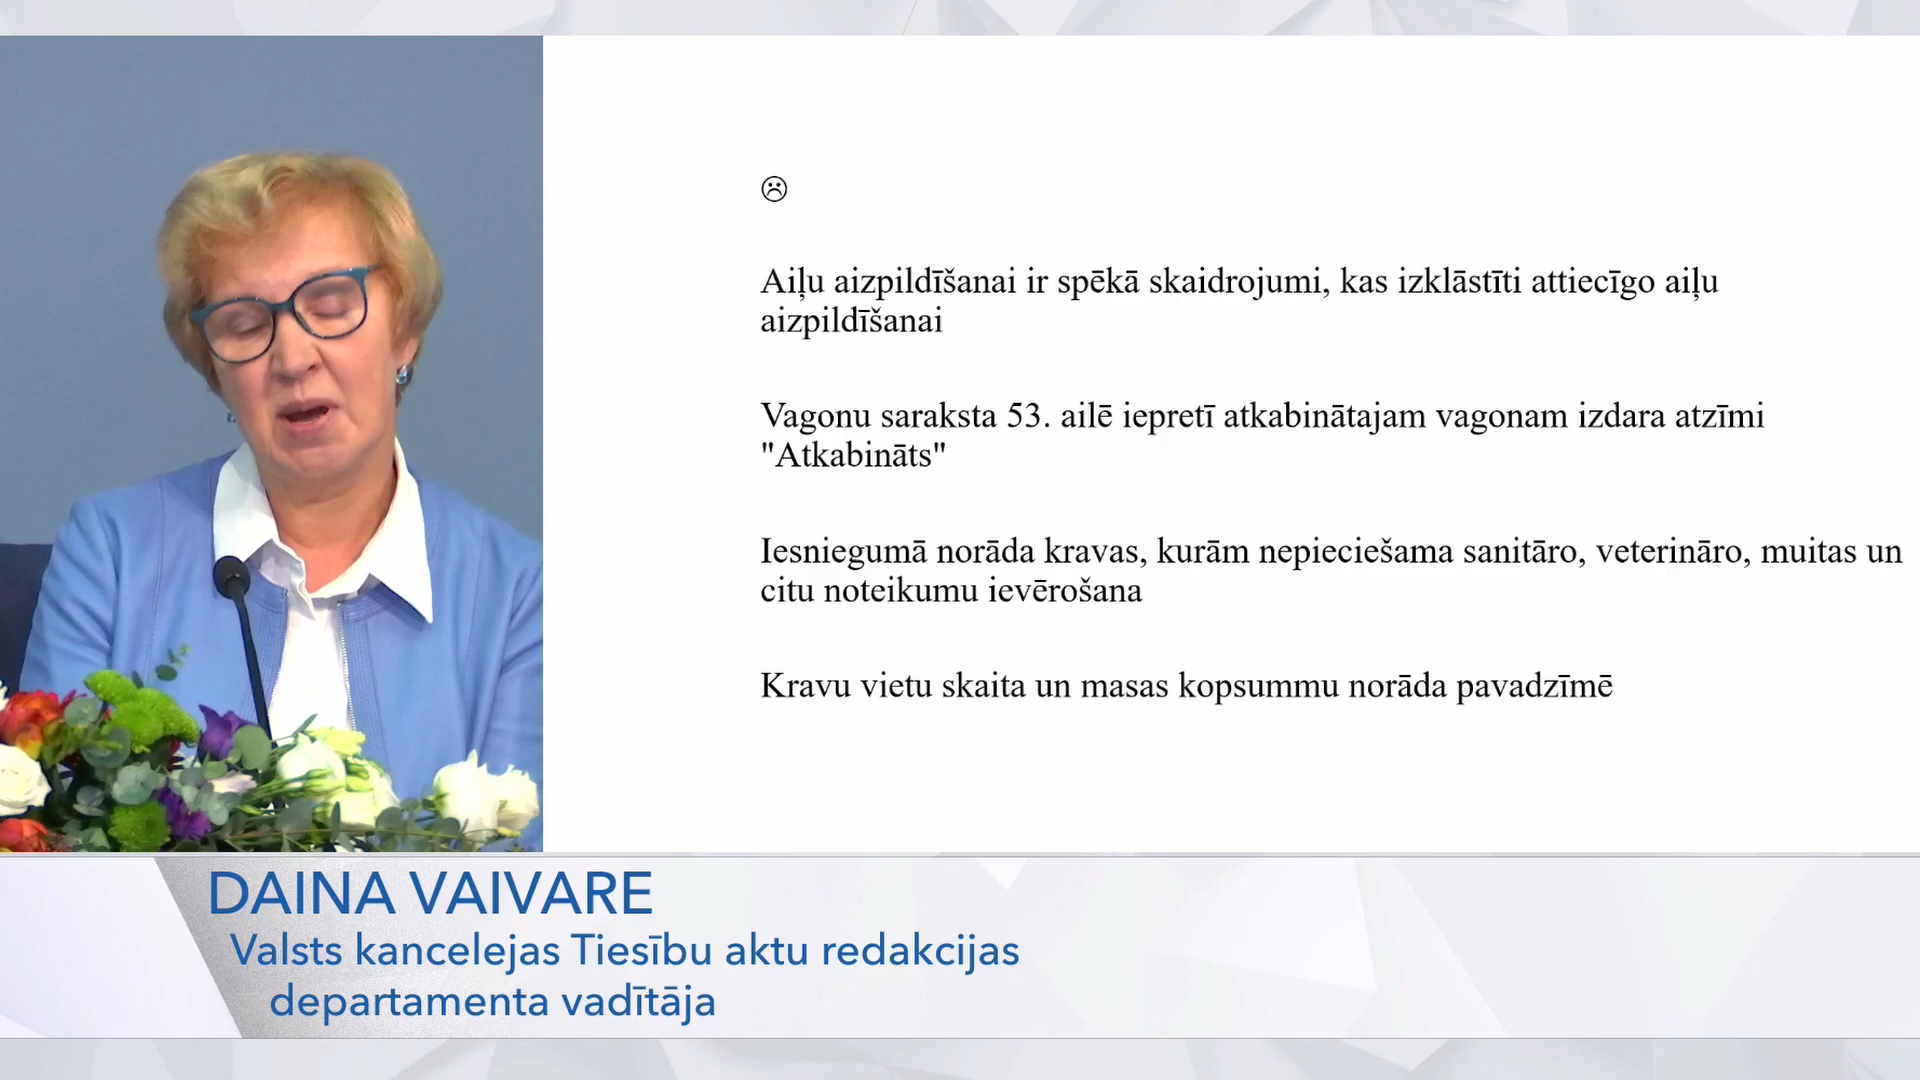 ☹
Aiļu aizpildīšanai ir spēkā skaidrojumi, kas izklāstīti attiecīgo aiļu
aizpildīšanai
Vagonu saraksta 53. ailē iepretī atkabinātajam vagonam izdara atzīmi
"Atkabināts"
Iesniegumā norāda kravas, kurām nepieciešama sanitāro, veterināro, muitas un
citu noteikumu ievērošana
Kravu vietu skaita un masas kopsummu norāda pavadzīmē
DAINA VAIVARE
Valsts kancelejas Tiesību aktu redakcijas
departamenta vadītāja